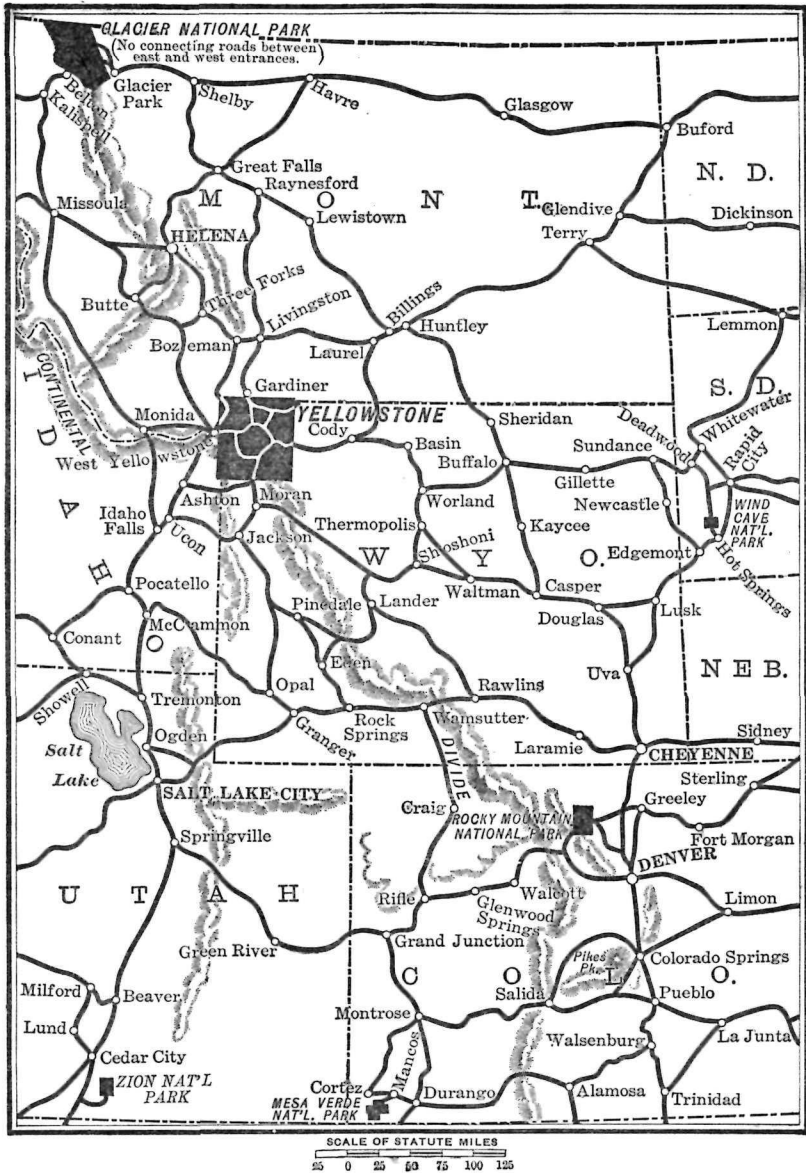 GLACIER NATIONAL PARK
(No connecting roads between
east and west entrances.)
Belton
Glacier
Park
Kalispell
Shelby
Havre
Glasgow
Buford
Great Falls
Raynesford
N. D.
Missoula
M O N T.
Lewistown
Glendive
Dickinson
HELENA
Terry
Three Forks
Butte
Livingston
Billings
Bozeman
Laurel
Huntley
Lemmon
CONTINENTAL
Gardiner
S. D.
I D A H O
Monida
YELLOWSTONE
Sheridan
Whitewater
Deadwood
West Yellowstone
Cody
Basin
Buffalo
Sundance
Rapid
City
Gillette
Ashton
Moran
Worland
Newcastle
WIND
CAVE
NAT'L.
PARK
Idaho
Falls
Ucon
Thermopolis
Kaycee
Jackson
W Y O.
Shoshoni
Edgemont
Hot Springs
Pocatello
Waltman
Casper
Pinedale
Lander
McCammon
Douglas
Lusk
Conant
Eden
Uva
NEB.
Showell
Tremonton
Opal
Rawlins
Granger
Rock
Springs
Wamsutter
Ogden
Laramie
Sidney
Salt
Lake
CHEYENNE
DIVIDE
Sterling
SALT LAKE CITY
Craig
ROCKY MOUNTAIN
NATIONAL PARK
Greeley
Springville
Fort Morgan
DENVER
U T A H
Rifle
Walcott
Limon
Glenwood
Springs
Green River
Grand Junction
Pikes
Pk.
Colorado Springs
C O L O.
Milford
Beaver
Salida
Pueblo
Montrose
Lund
Walsenburg
La Junta
Cedar City
Mancos
ZION NAT'L
PARK
Cortez
MESA VERDE
NAT'L. PARK
Durango
Alamosa
Trinidad
SCALE OF STATUTE MILES
25 0 25 50 75 100 125